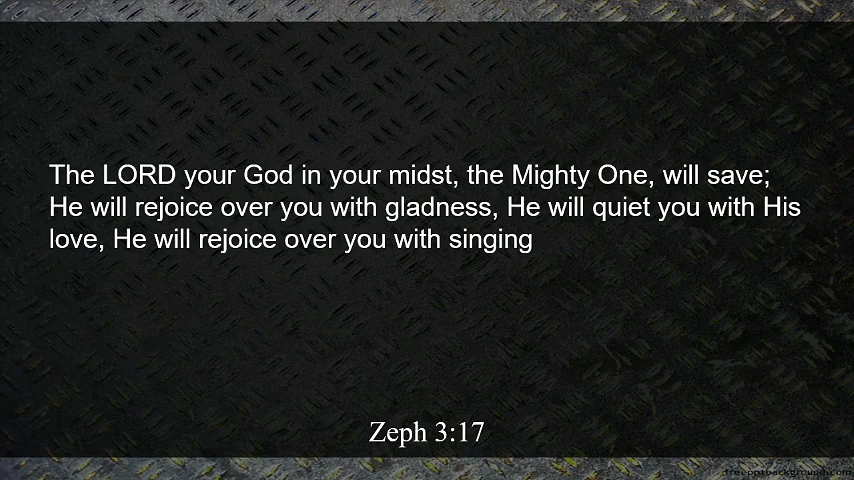 The LORD your God in your midst, the Mighty One, will save;
He will rejoice over you with gladness, He will quiet you with His
love, He will rejoice over you with singing
Zeph 3:17
freepptbackground.com